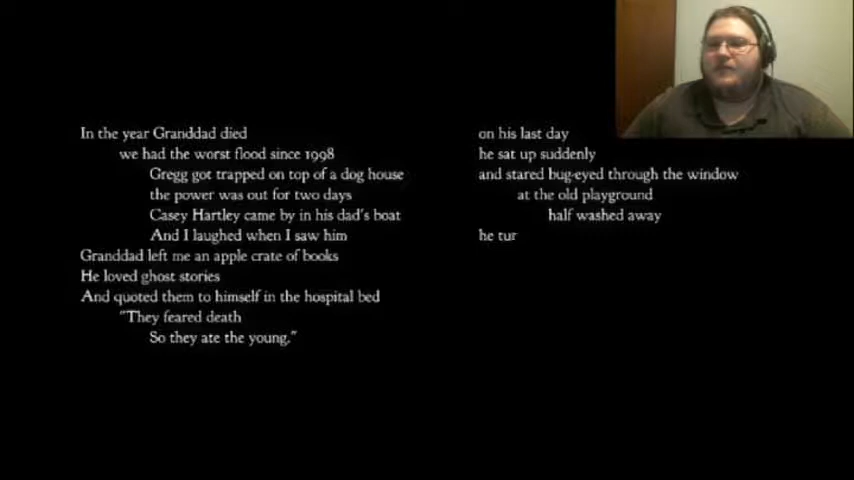 In the year Granddad died
we had the worst flood since 1998
Gregg got trapped on top of a dog house
the power was out for two days
Casey Hartley came by in his dad's boat
And I laughed when I saw him
Granddad left me an apple crate of books
He loved ghost stories
And quoted them to himself in the hospital bed
"They feared death
So they ate the young."
on his last day
he sat up suddenly
and stared bug-eyed through the window
at the old playground
half washed away
he tur